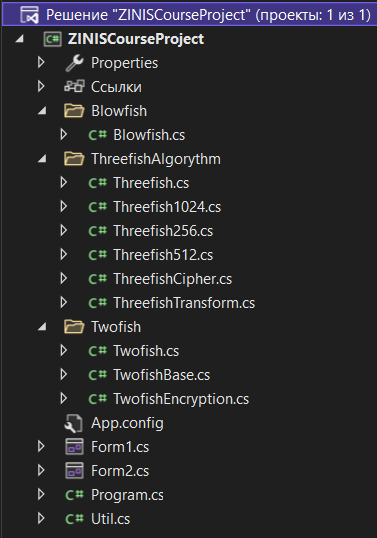 Решение "ZINISCourseProject" (проекты: 1 из 1)
C# ZINISCourseProject
Properties
Ссылки
Blowfish
C# Blowfish.cs
ThreefishAlgorythm
C# Threefish.cs
C# Threefish1024.cs
C# Threefish256.cs
C# Threefish512.cs
C# ThreefishCipher.cs
C# ThreefishTransform.cs
Twofish
C# Twofish.cs
C# TwofishBase.cs
C# TwofishEncryption.cs
App.config
Form1.cs
Form2.cs
C# Program.cs
C# Util.cs